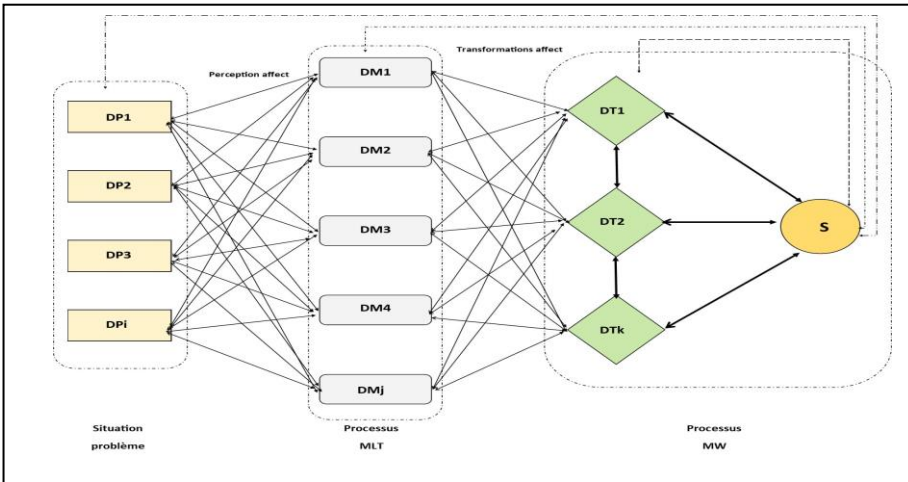 Perception affect
Transformations affect
DP1
DP2
DP3
DPi
DM1
DM2
DM3
DM4
DMj
DT1
DT2
DTk
S
Situation
problème
Processus
MLT
Processus
MW